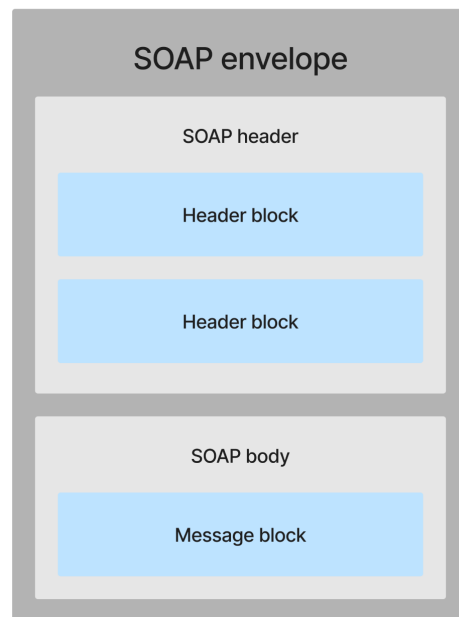 SOAP envelope
SOAP header
Header block
Header block
SOAP body
Message block